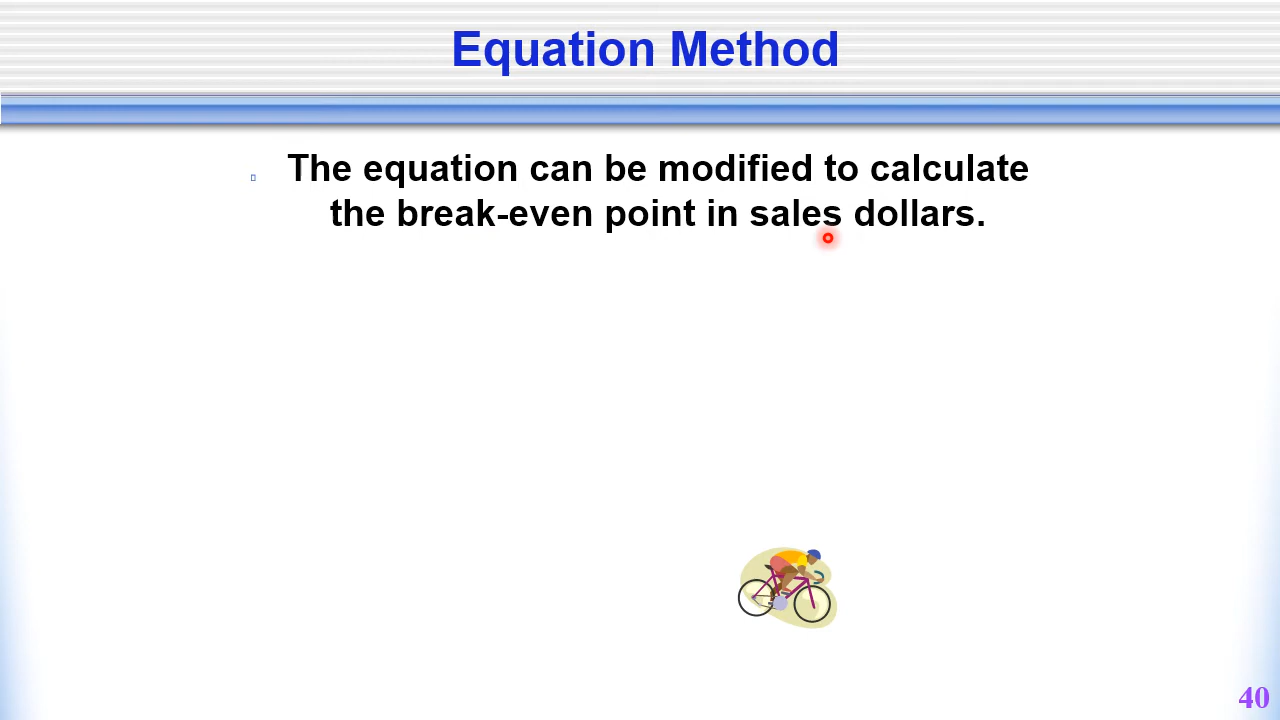 Equation Method
The equation can be modified to calculate
the break-even point in sales dollars.
40